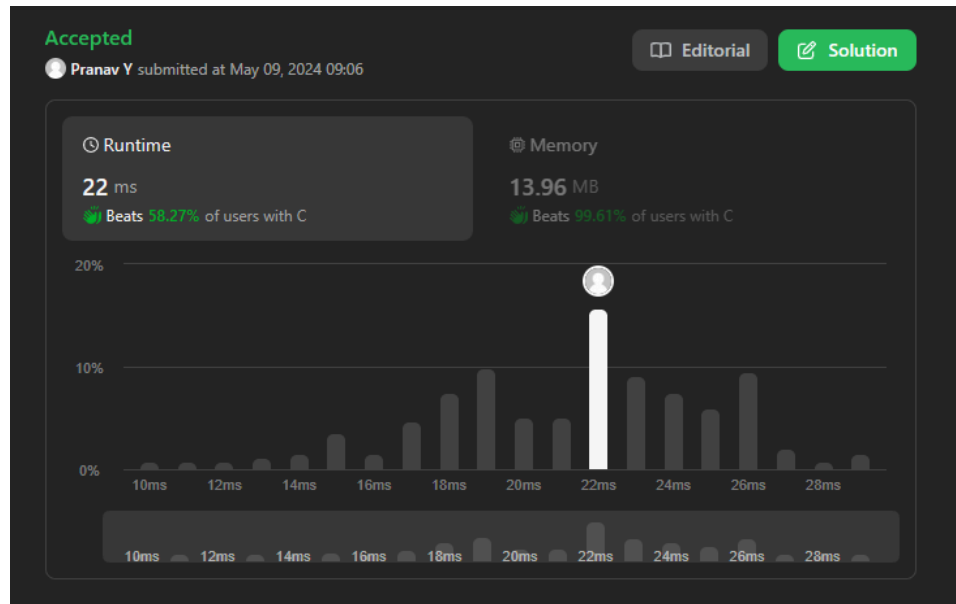 Accepted
Pranav Y submitted at May 09, 2024 09:06
Editorial
Solution
Runtime
22 ms
Beats 58.27% of users with C
Memory
13.96 MB
Beats 99.61% of users with C
20%
10%
0%
10ms 12ms 14ms 16ms 18ms 20ms 22ms 24ms 26ms 28ms
10ms 12ms 14ms 16ms 18ms 20ms 22ms 24ms 26ms 28ms